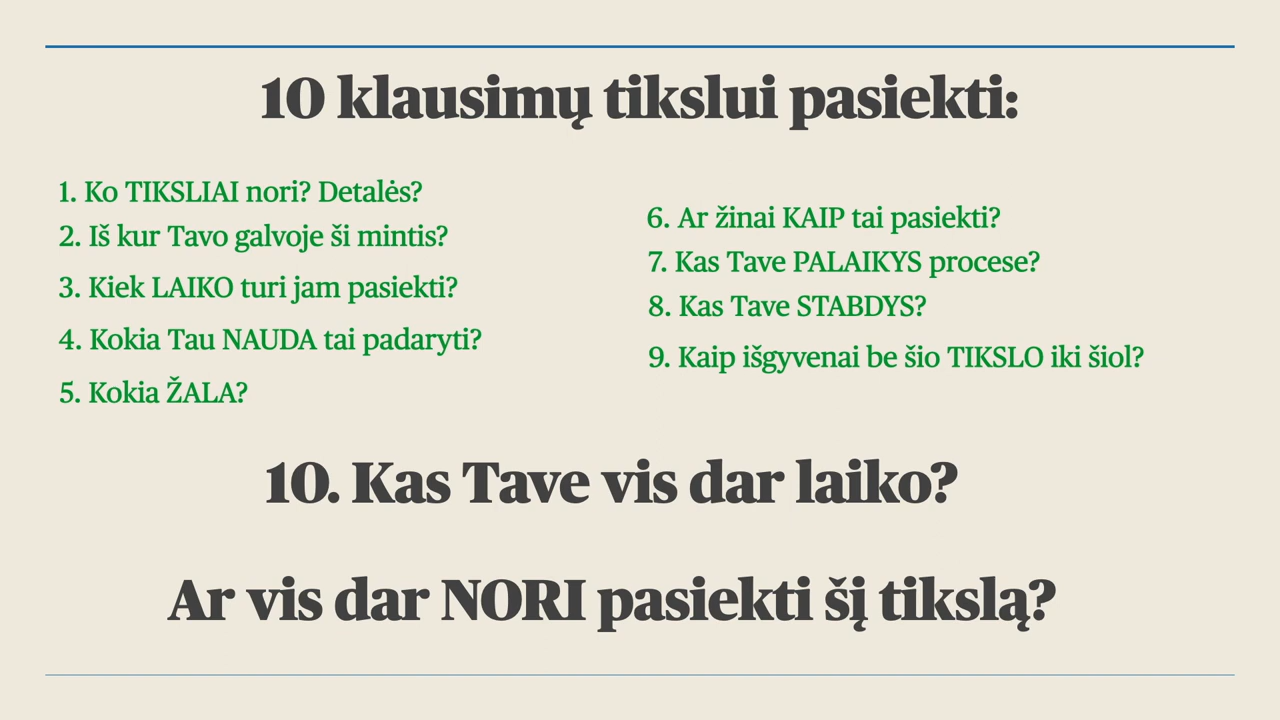 10 klausimų tikslui pasiekti:
1. Ko TIKSLIAI nori? Detalės?
2. Iš kur Tavo galvoje ši mintis?
3. Kiek LAIKO turi jam pasiekti?
4. Kokia Tau NAUDA tai padaryti?
5. Kokia ŽALA?
6. Ar žinai KAIP tai pasiekti?
7. Kas Tave PALAIKYS procese?
8. Kas Tave STABDYS?
9. Kaip išgyvenai be šio TIKSLO iki šiol?
10. Kas Tave vis dar laiko?
Ar vis dar NORI pasiekti šį tikslą?